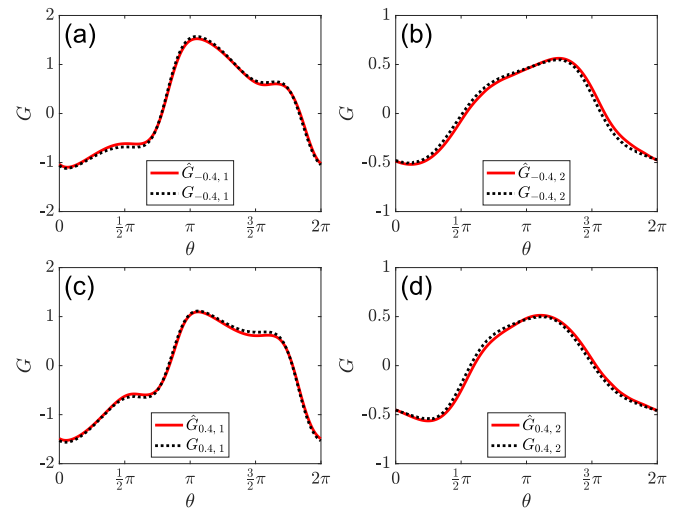 (a)
2
1
0
-1
-2
G
Ĝ₋₀.₄, ₁
G₋₀.₄, ₁
0
½π
π
3/2π
2π
θ
(b)
1
0.5
0
-0.5
-1
G
Ĝ₋₀.₄, ₂
G₋₀.₄, ₂
0
½π
π
3/2π
2π
θ
(c)
2
1
0
-1
-2
G
Ĝ₀.₄, ₁
G₀.₄, ₁
0
½π
π
3/2π
2π
θ
(d)
1
0.5
0
-0.5
-1
G
Ĝ₀.₄, ₂
G₀.₄, ₂
0
½π
π
3/2π
2π
θ